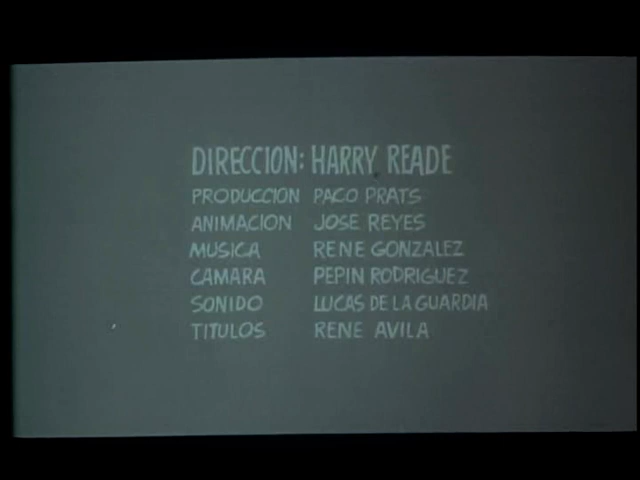 DIRECCION: HARRY READE
PRODUCCION PACO PRATS
ANIMACION JOSE REYES
MUSICA RENE GONZALEZ
CAMARA PEPIN RODRIGUEZ
SONIDO LUCAS DE LA GUARDIA
TITULOS RENE AVILA